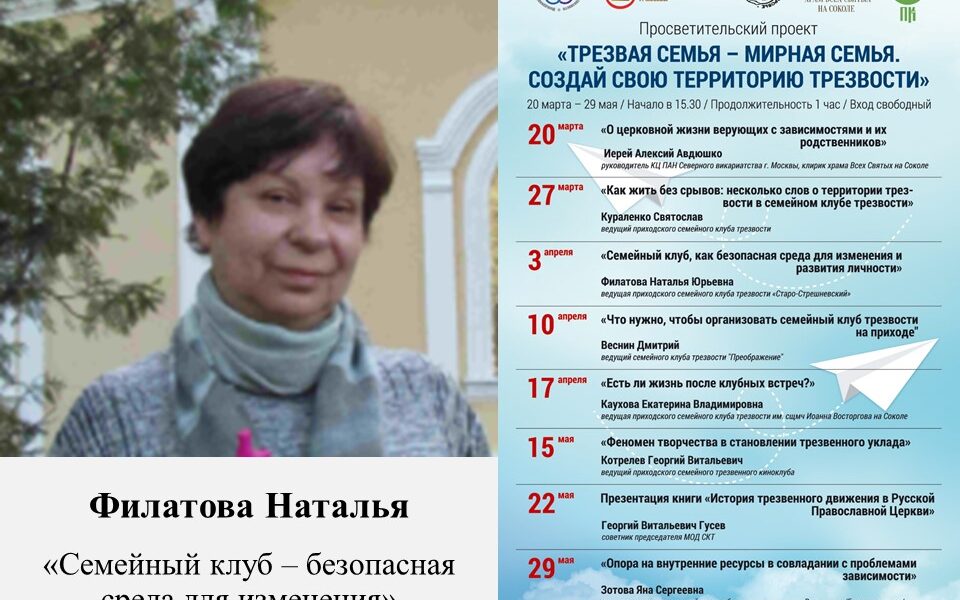 Филатова Наталья
«Семейный клуб – безопасная
среда для изменения»
НА СОКОЛЕ
ПК
Просветительский проект
«ТРЕЗВАЯ СЕМЬЯ – МИРНАЯ СЕМЬЯ.
СОЗДАЙ СВОЮ ТЕРРИТОРИЮ ТРЕЗВОСТИ»
20 марта – 29 мая / Начало в 15.30 / Продолжительность 1 час / Вход свободный
20 марта
«О церковной жизни верующих с зависимостями и их
родственников»
Иерей Алексий Авдюшко
руководитель КЦ ПАН Северного викариатства г. Москвы, клирик храма Всех Святых на Соколе
27 марта
«Как жить без срывов: несколько слов о территории трез-
вости в семейном клубе трезвости»
Кураленко Святослав
ведущий приходского семейного клуба трезвости
3 апреля
«Семейный клуб, как безопасная среда для изменения и
развития личности»
Филатова Наталья Юрьевна
ведущая приходского семейного клуба трезвости «Старо-Стрешневский»
10 апреля
«Что нужно, чтобы организовать семейный клуб трезвости
на приходе"
Веснин Дмитрий
ведущий семейного клуба трезвости "Преображение"
17 апреля
«Есть ли жизнь после клубных встреч?»
Каухова Екатерина Владимировна
ведущая приходского семейного клуба трезвости им. сщмч Иоанна Восторгова на Соколе
15 мая
«Феномен творчества в становлении трезвенного уклада»
Котрелев Георгий Витальевич
ведущий приходского семейного трезвенного киноклуба
22 мая
Презентация книги «История трезвенного движения в Русской
Православной Церкви»
Георгий Витальевич Гусев
советник председателя МОД СКТ
29 мая
«Опора на внутренние ресурсы в совладании с проблемами
зависимости»
Зотова Яна Сергеевна